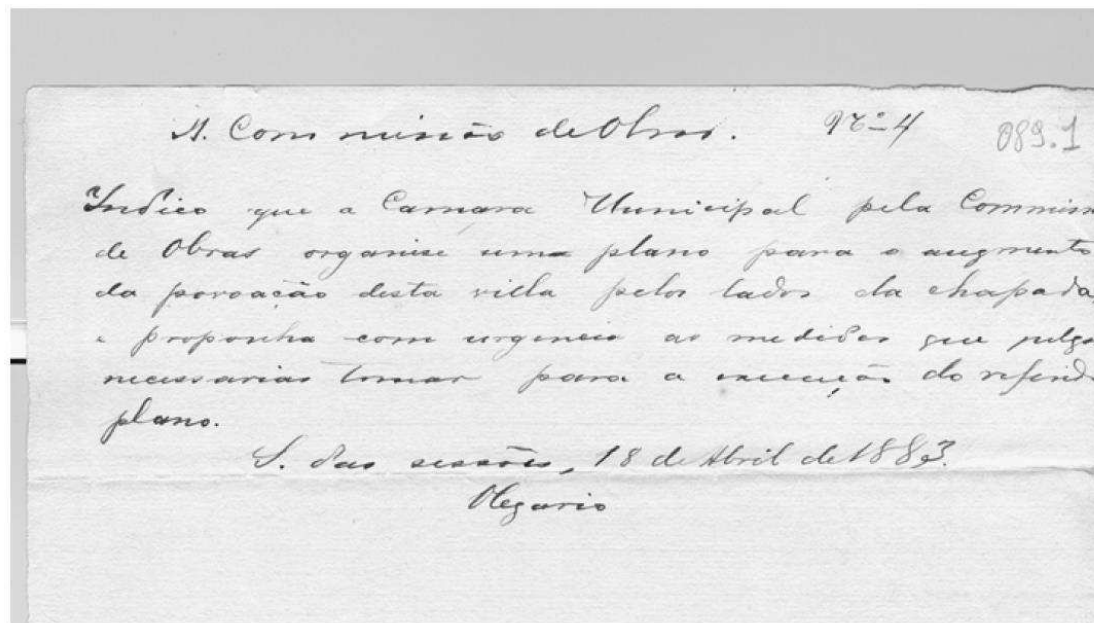 A. Commissão de Obras. Nº 4 089.1
Indico que a Camara Municipal pela Commiss
de Obras organise um plano para o augmento
da povoação desta villa pelos lados da chapada,
e proponha com urgencia as medidas que julga
necessarias tomar para a execução do referid
plano.
S. das sessões, 18 de Abril de 1883.
Olegario